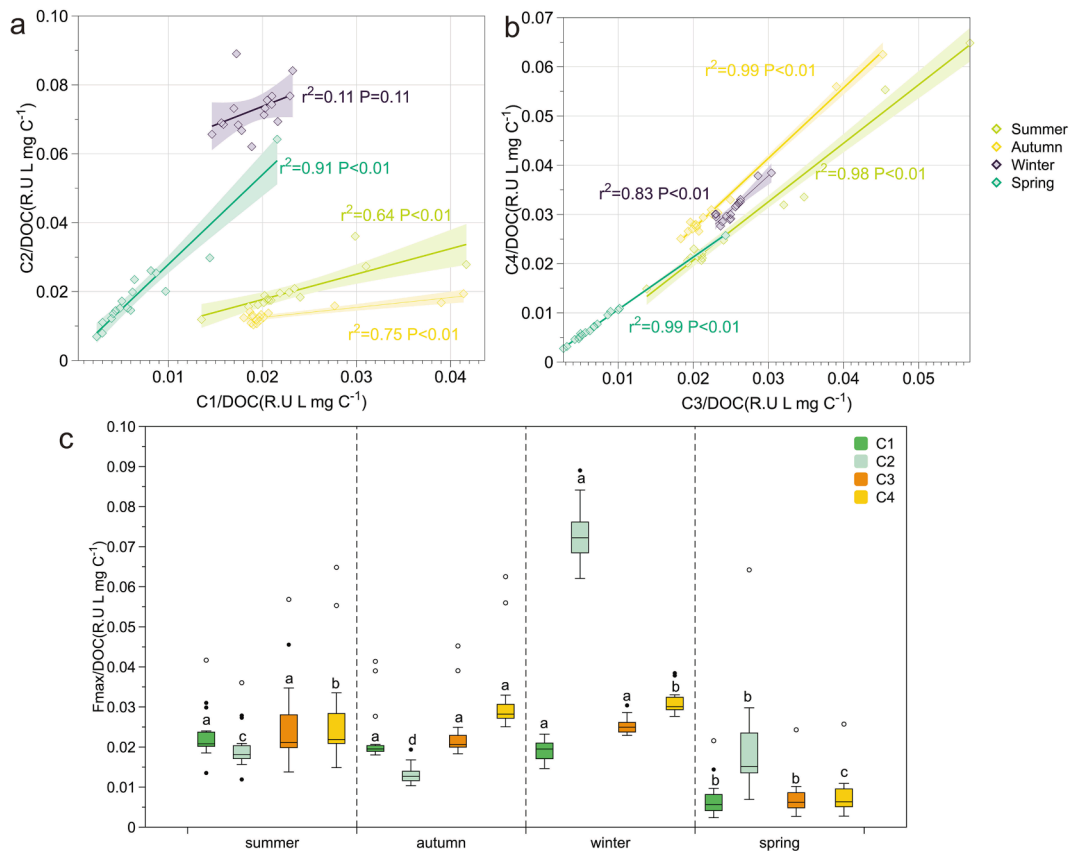 a
0.10
0.08
0.06
0.04
0.02
0
C2/DOC(R.U L mg C⁻¹)
r²=0.11 P=0.11
r²=0.91 P<0.01
r²=0.64 P<0.01
r²=0.75 P<0.01
0.01 0.02 0.03 0.04
C1/DOC(R.U L mg C⁻¹)
b
0.07
0.06
0.05
0.04
0.03
0.02
0.01
0
C4/DOC(R.U L mg C⁻¹)
r²=0.99 P<0.01
r²=0.83 P<0.01
r²=0.98 P<0.01
r²=0.99 P<0.01
0.01 0.02 0.03 0.04 0.05
C3/DOC(R.U L mg C⁻¹)
Summer
Autumn
Winter
Spring
c
0.10
0.09
0.08
0.07
0.06
0.05
0.04
0.03
0.02
0.01
0
Fmax/DOC(R.U L mg C⁻¹)
C1
C2
C3
C4
a c a b
a d a a
a a a b
b b b c
summer autumn winter spring